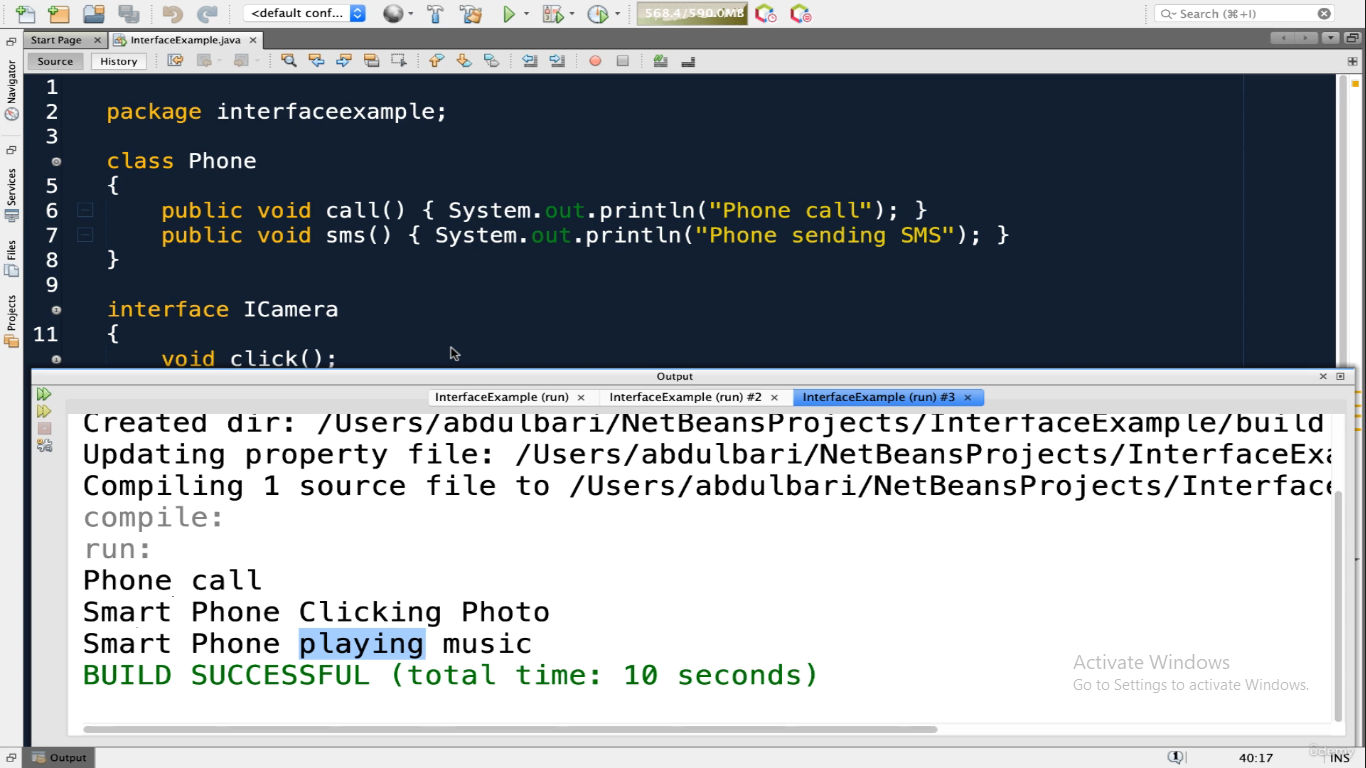 <default conf...
568.4/590.0MB
Search (⌘+I)
Start Page
InterfaceExample.java
Source
History
Navigator
Services
Files
Projects
1
2 package interfaceexample;
3
class Phone
5 {
6 public void call() { System.out.println("Phone call"); }
7 public void sms() { System.out.println("Phone sending SMS"); }
8 }
9
interface ICamera
11 {
void click();
Output
InterfaceExample (run)
InterfaceExample (run) #2
InterfaceExample (run) #3
Created dir: /Users/abdulbari/NetBeansProjects/InterfaceExample/build
Updating property file: /Users/abdulbari/NetBeansProjects/InterfaceExa
Compiling 1 source file to /Users/abdulbari/NetBeansProjects/Interface
compile:
run:
Phone call
Smart Phone Clicking Photo
Smart Phone playing music
BUILD SUCCESSFUL (total time: 10 seconds)
Activate Windows
Go to Settings to activate Windows.
Output
1
40:17
INS
ûdemy